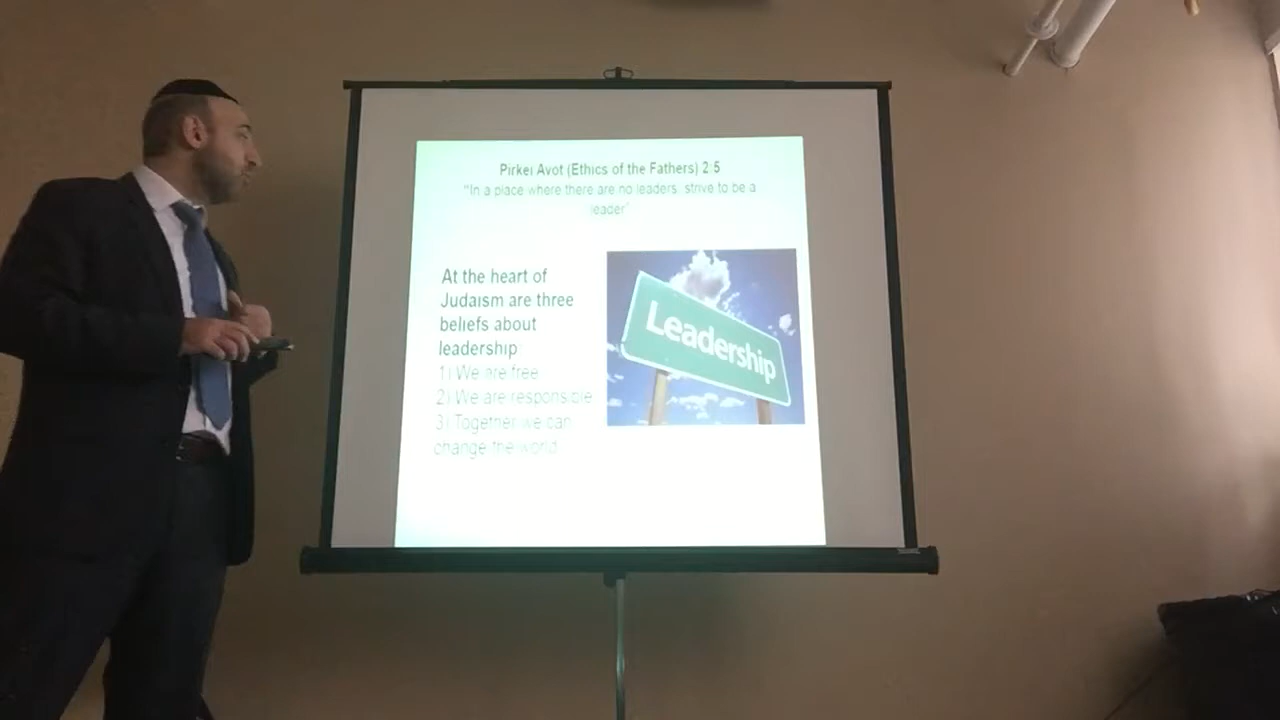 Pirkei Avot (Ethics of the Fathers) 2:5
"In a place where there are no leaders, strive to be a
leader"
At the heart of
Judaism are three
beliefs about
leadership
1) We are free
2) We are responsible
3) Together we can
change the world
Leadership